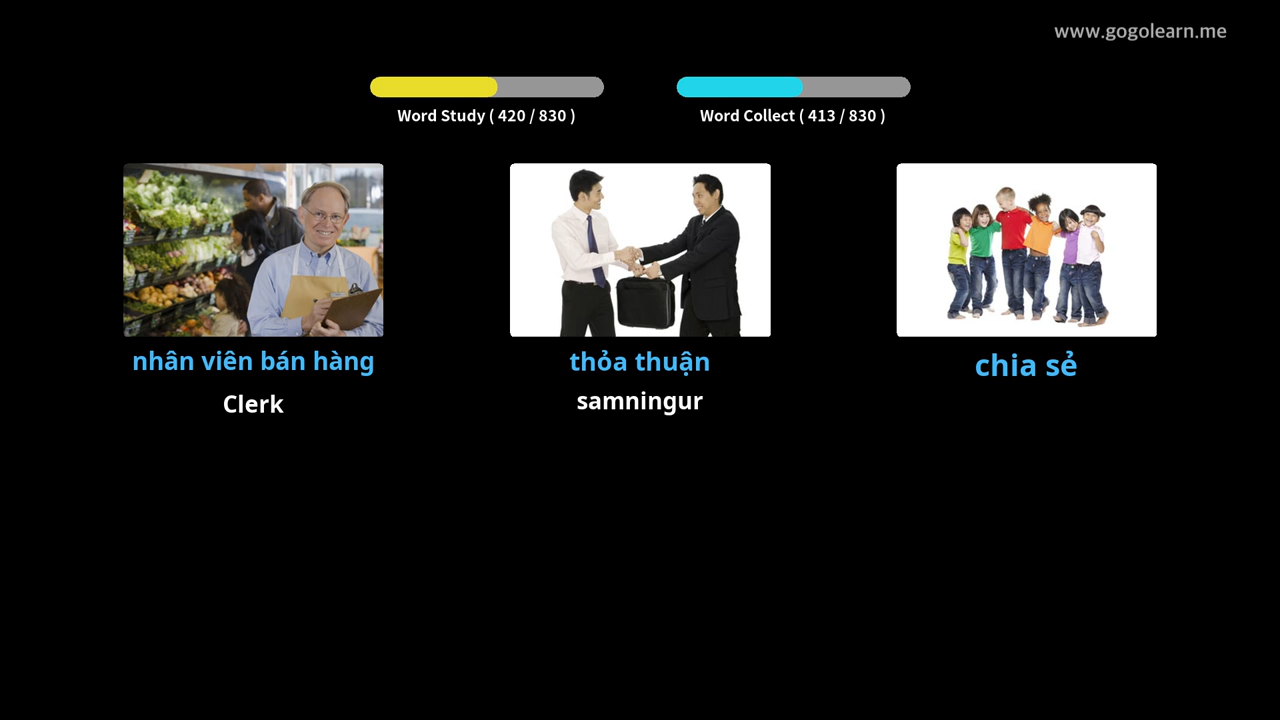 www.gogolearn.me
Word Study ( 420 / 830 )
Word Collect ( 413 / 830 )
nhân viên bán hàng
Clerk
thỏa thuận
samningur
chia sẻ